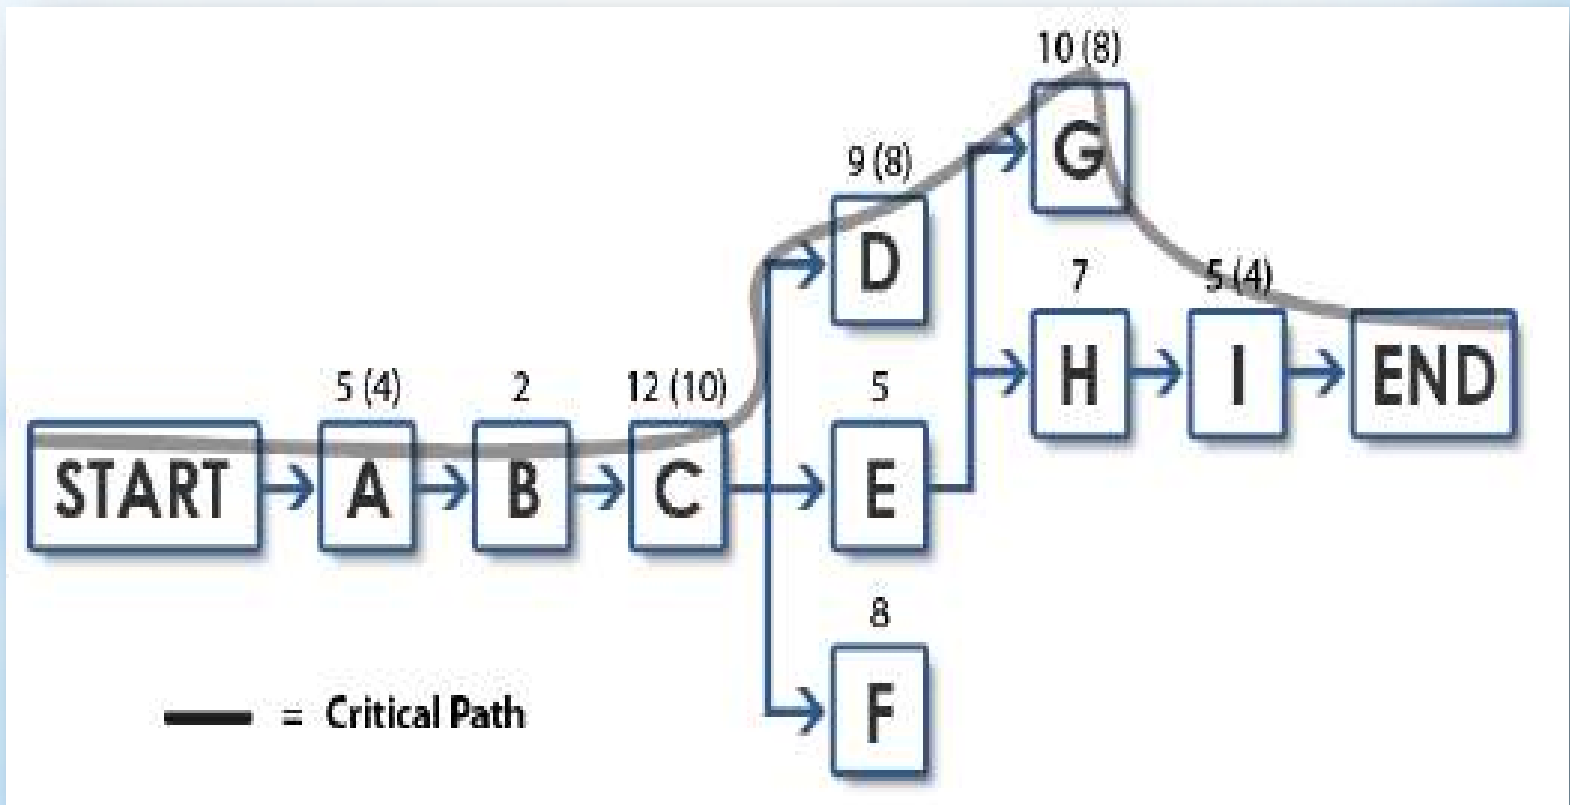 10 (8)
G
9 (8)
D
7
5 (4)
H
I
END
5 (4)
2
12 (10)
5
START
A
B
C
E
8
F
= Critical Path